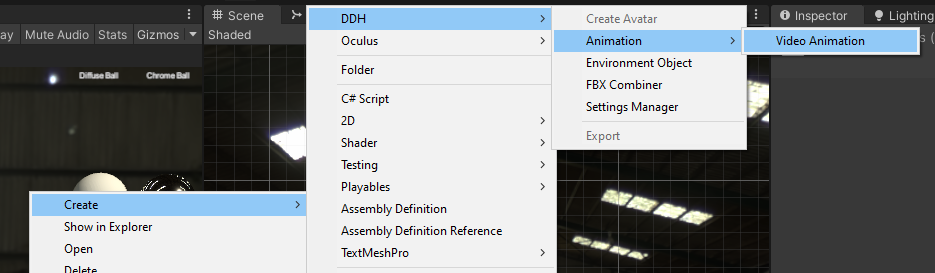 Scene
DDH
Create Avatar
Inspector
Lighting
ay
Mute Audio
Stats
Gizmos
Shaded
Oculus
Animation
Video Animation
s (
Folder
Environment Object
Diffuse Ball
Chrome Ball
FBX Combiner
C# Script
Settings Manager
2D
Export
Shader
Testing
Playables
Create
Assembly Definition
Show in Explorer
Assembly Definition Reference
Open
TextMeshPro
Delete